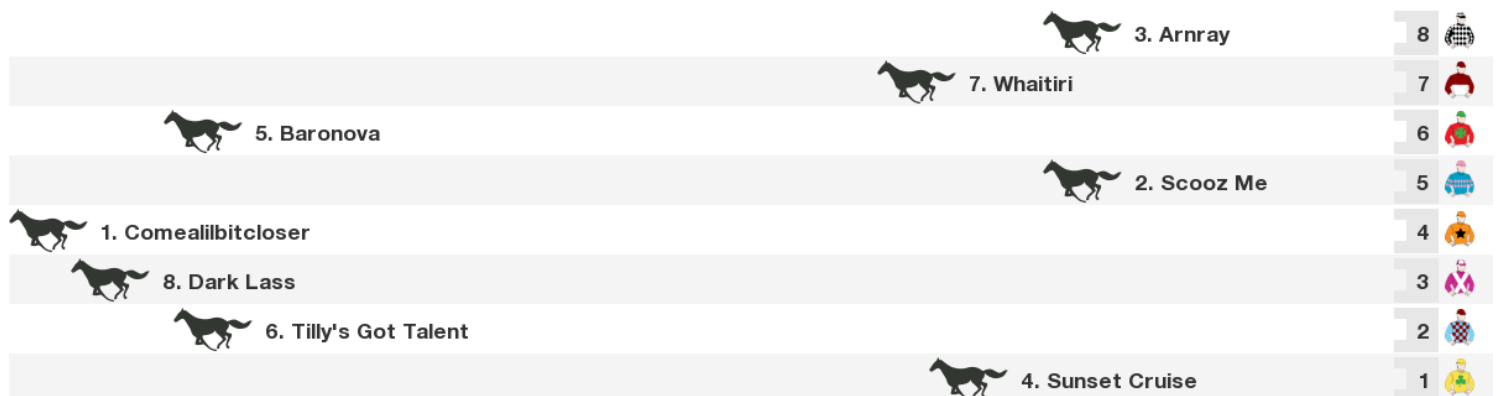 3. Arnray 8
7. Whaitiri 7
5. Baronova 6
2. Scooz Me 5
1. Comealilbitcloser 4
8. Dark Lass 3
6. Tilly's Got Talent 2
4. Sunset Cruise 1